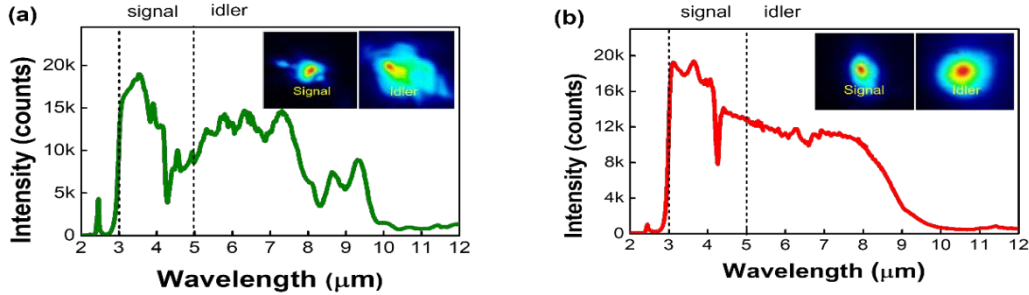 (a)
signal idler
20k
15k
10k
5k
0
Intensity (counts)
Signal
Idler
2 3 4 5 6 7 8 9 10 11 12
Wavelength (μm)
(b)
signal idler
20k
16k
12k
8k
4k
0
Intensity (counts)
Signal
Idler
2 3 4 5 6 7 8 9 10 11 12
Wavelength (μm)